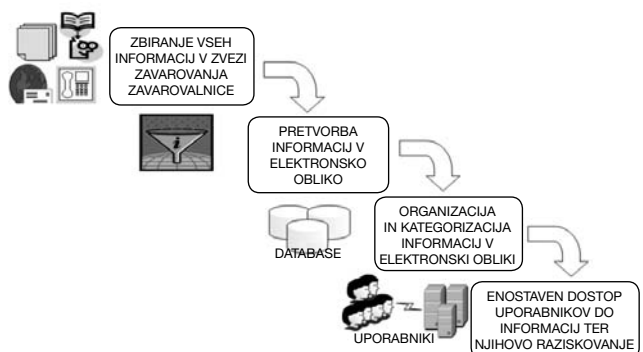 ZBIRANJE VSEH
INFORMACIJ V ZVEZI
ZAVAROVANJA
ZAVAROVALNICE
i
PRETVORBA
INFORMACIJ V
ELEKTRONSKO
OBLIKO
DATABASE
ORGANIZACIJA
IN KATEGORIZACIJA
INFORMACIJ V
ELEKTRONSKI OBLIKI
UPORABNIKI
ENOSTAVEN DOSTOP
UPORABNIKOV DO
INFORMACIJ TER
NJIHOVO RAZISKOVANJE